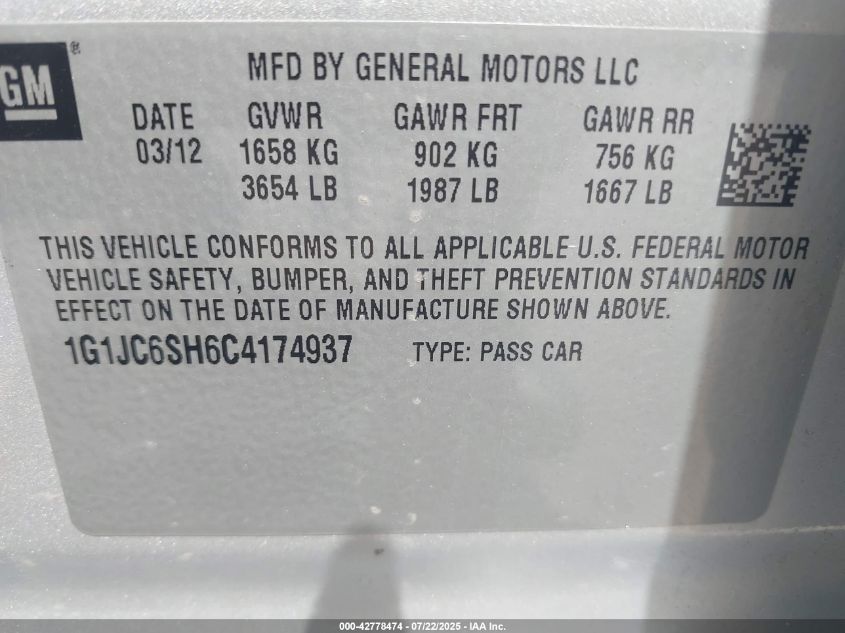 GM ®
MFD BY GENERAL MOTORS LLC
DATE GVWR GAWR FRT GAWR RR
03/12 1658 KG 902 KG 756 KG
3654 LB 1987 LB 1667 LB
THIS VEHICLE CONFORMS TO ALL APPLICABLE U.S. FEDERAL MOTOR
VEHICLE SAFETY, BUMPER, AND THEFT PREVENTION STANDARDS IN
EFFECT ON THE DATE OF MANUFACTURE SHOWN ABOVE.
1G1JC6SH6C4174937 TYPE: PASS CAR
000-42778474 - 07/22/2025 - IAA Inc.